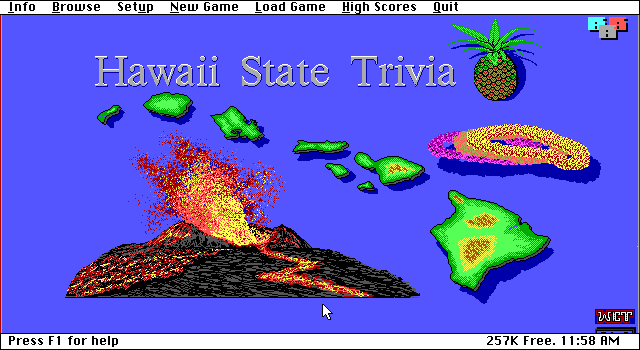 Info Browse Setup New Game Load Game High Scores Quit
Hawaii State Trivia
WCT
Press F1 for help 257K Free. 11:58 AM